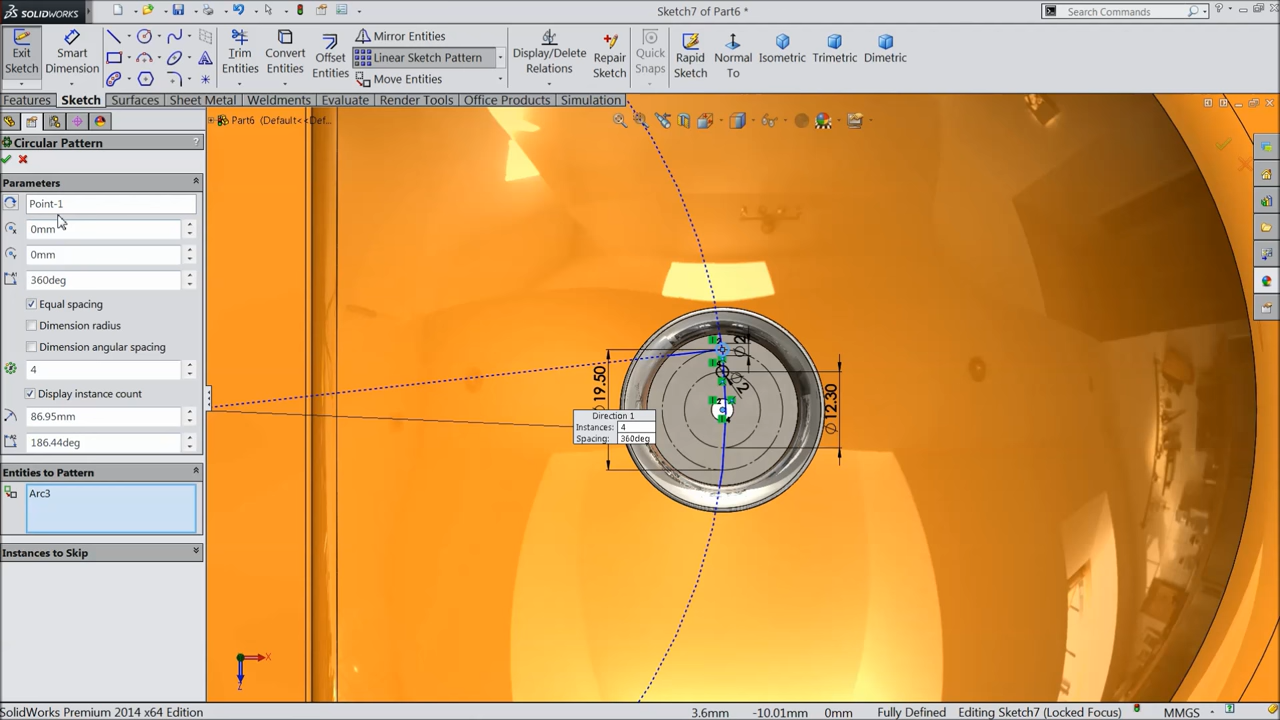 SOLIDWORKS
Sketch7 of Part6 *
Search Commands
Exit
Sketch
Smart
Dimension
Trim
Entities
Convert
Entities
Offset
Entities
Mirror Entities
Linear Sketch Pattern
Move Entities
Display/Delete
Relations
Repair
Sketch
Quick
Snaps
Rapid
Sketch
Normal
To
Isometric
Trimetric
Dimetric
Features
Sketch
Surfaces
Sheet Metal
Weldments
Evaluate
Render Tools
Office Products
Simulation
Part6 (Default<<Def...
Circular Pattern
?
Parameters
Point-1
0mm
0mm
360deg
Equal spacing
Dimension radius
Dimension angular spacing
4
Display instance count
86.95mm
186.44deg
Entities to Pattern
Arc3
Instances to Skip
∅19.50
∅12.30
∅2
∅2
Direction 1
Instances: 4
Spacing: 360deg
X
Z
SOLIDWORKS Premium 2014 x64 Edition
3.6mm
-10.01mm
0mm
Fully Defined
Editing Sketch7 (Locked Focus)
MMGS